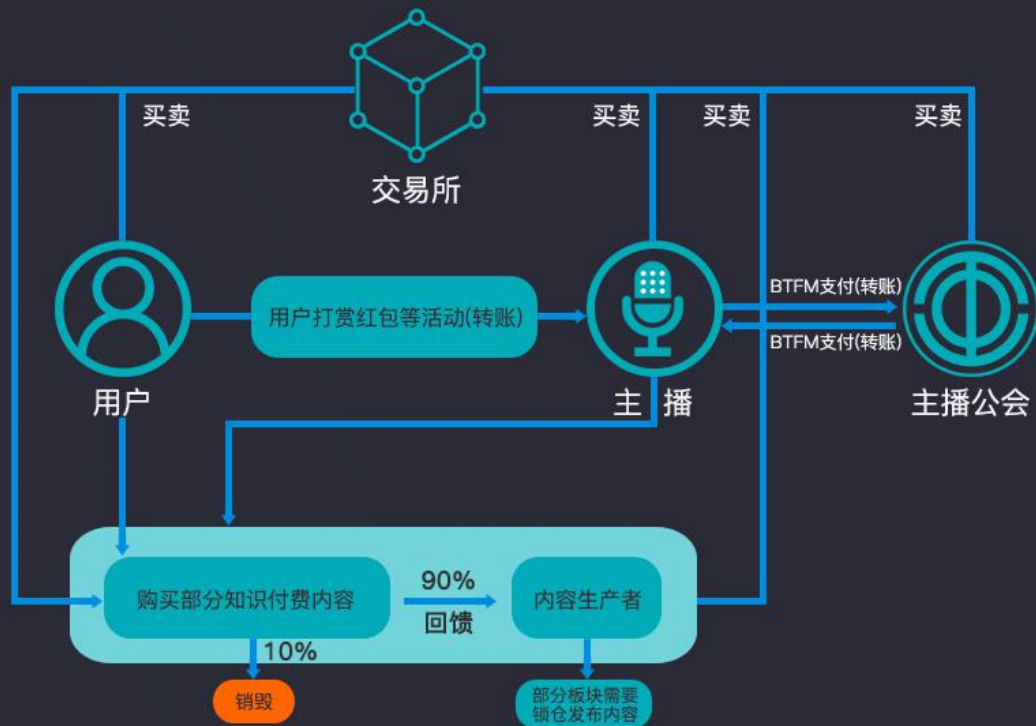 买卖
买卖
买卖
买卖
交易所
用户打赏红包等活动(转账)
BTFM支付(转账)
BTFM支付(转账)
用户
主 播
主播公会
购买部分知识付费内容
90%
回馈
内容生产者
10%
销毁
部分板块需要
锁仓发布内容